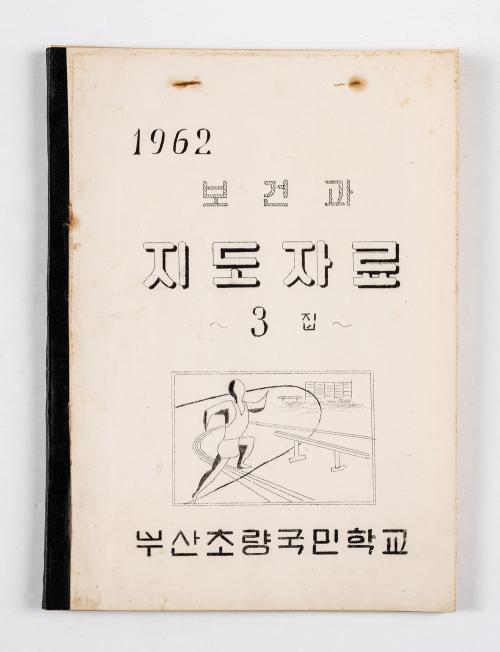 1962
보건과
지도자료
~ 3 집 ~
부산초량국민학교